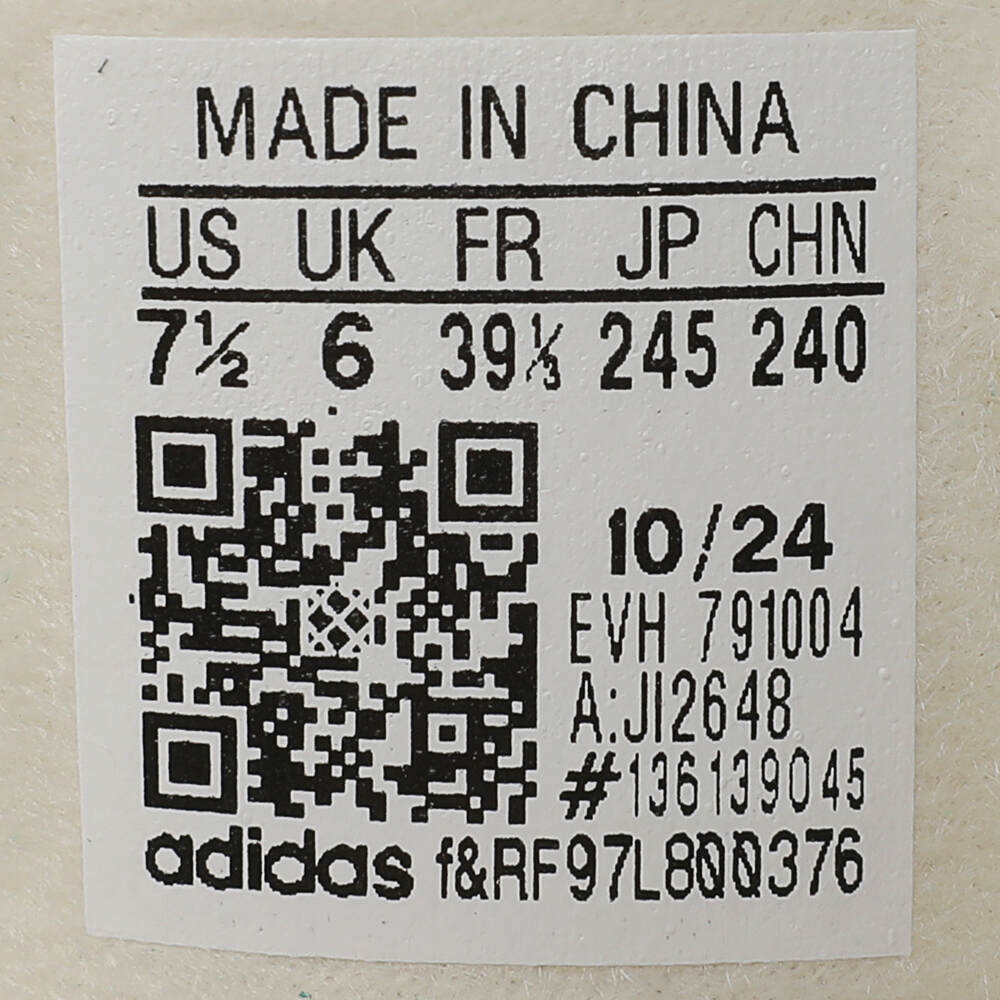 MADE IN CHINA
US UK FR JP CHN
7½ 6 39⅓ 245 240
10/24
EVH 791004
A:JI2648
#136139045
adidas f&RF97L800376